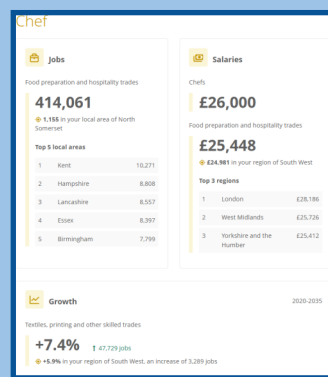 Chef
Jobs
Food preparation and hospitality trades
414,061
1,155 in your local area of North
Somerset
Top 5 local areas
1 Kent 10,271
2 Hampshire 8,808
3 Lancashire 8,557
4 Essex 8,397
5 Birmingham 7,799
Salaries
Chefs
£26,000
Food preparation and hospitality trades
£25,448
£24,981 in your region of South West
Top 3 regions
1 London £28,186
2 West Midlands £25,726
3 Yorkshire and the £25,412
Humber
Growth 2020-2035
Textiles, printing and other skilled trades
+7.4% ↑ 47,729 jobs
+5.9% in your region of South West, an increase of 3,289 jobs